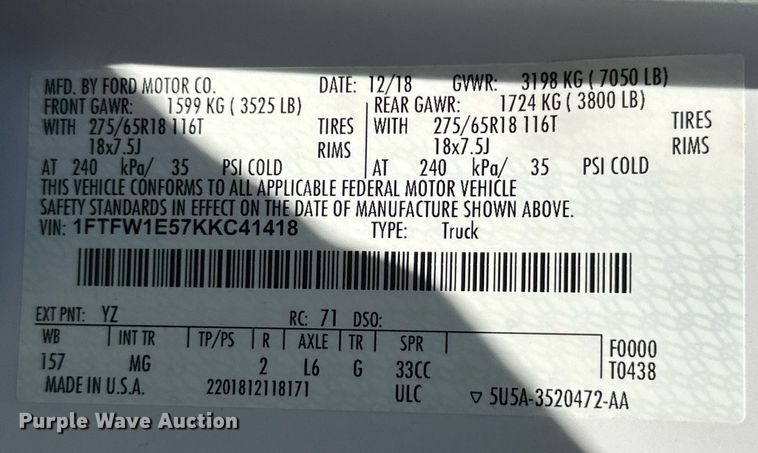 MFD. BY FORD MOTOR CO. DATE: 12/18 GVWR: 3198 KG ( 7050 LB)
FRONT GAWR: 1599 KG ( 3525 LB) REAR GAWR: 1724 KG ( 3800 LB)
WITH 275/65R18 116T TIRES WITH 275/65R18 116T TIRES
18x7.5J RIMS 18x7.5J RIMS
AT 240 kPa/ 35 PSI COLD AT 240 kPa/ 35 PSI COLD
THIS VEHICLE CONFORMS TO ALL APPLICABLE FEDERAL MOTOR VEHICLE
SAFETY STANDARDS IN EFFECT ON THE DATE OF MANUFACTURE SHOWN ABOVE.
VIN: 1FTFW1E57KKC41418 TYPE: Truck
EXT PNT: YZ RC: 71 DSO:
WB INT TR TP/PS R AXLE TR SPR F0000
157 MG 2 L6 G 33CC T0438
MADE IN U.S.A. 2201812118171 ULC ▽ 5U5A-3520472-AA
Purple Wave Auction